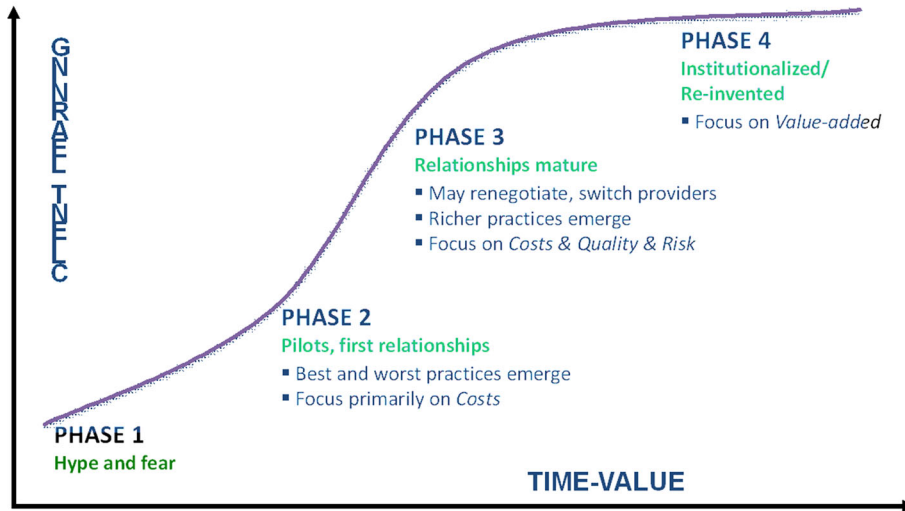 CLIENT LEARNING
PHASE 4
Institutionalized/
Re-invented
▪ Focus on Value-added
PHASE 3
Relationships mature
▪ May renegotiate, switch providers
▪ Richer practices emerge
▪ Focus on Costs & Quality & Risk
PHASE 2
Pilots, first relationships
▪ Best and worst practices emerge
▪ Focus primarily on Costs
PHASE 1
Hype and fear
TIME-VALUE